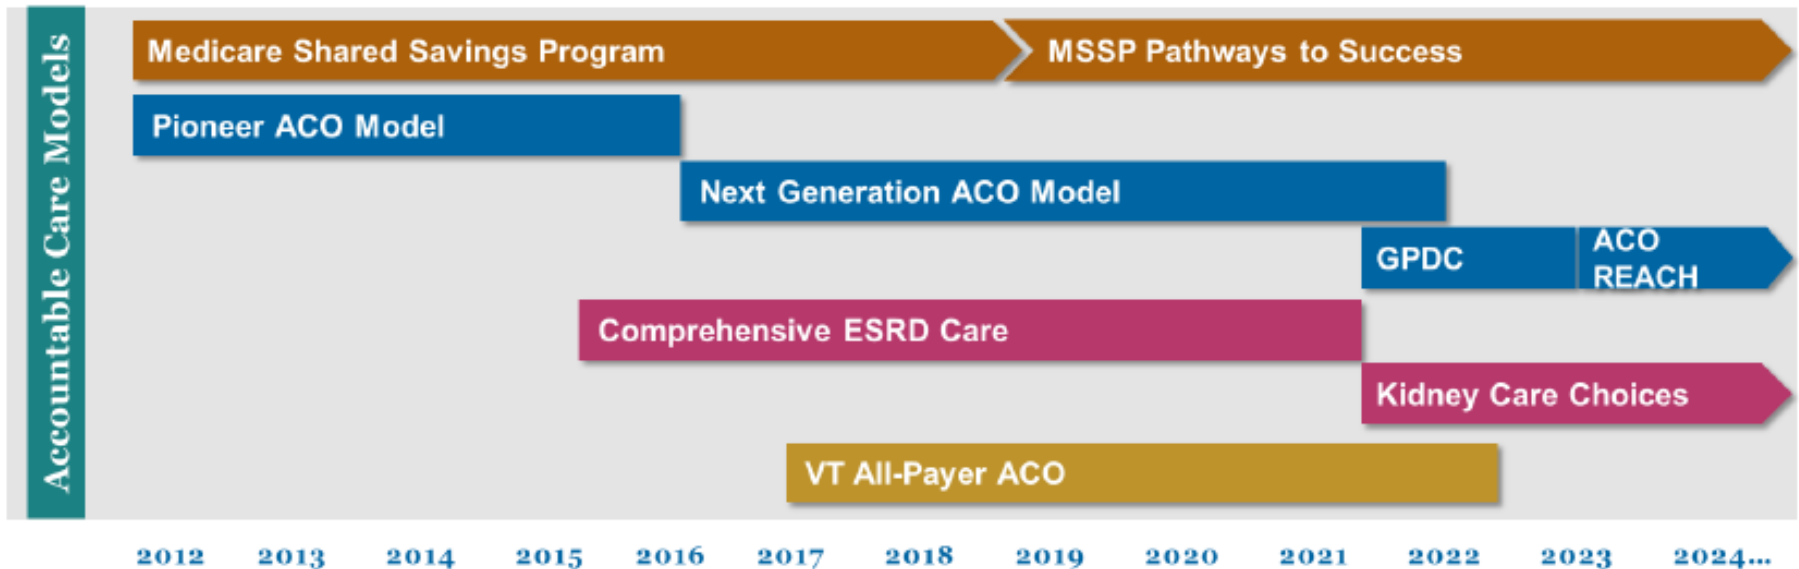 Accountable Care Models
Medicare Shared Savings Program
MSSP Pathways to Success
Pioneer ACO Model
Next Generation ACO Model
GPDC
ACO
REACH
Comprehensive ESRD Care
Kidney Care Choices
VT All-Payer ACO
2012 2013 2014 2015 2016 2017 2018 2019 2020 2021 2022 2023 2024...